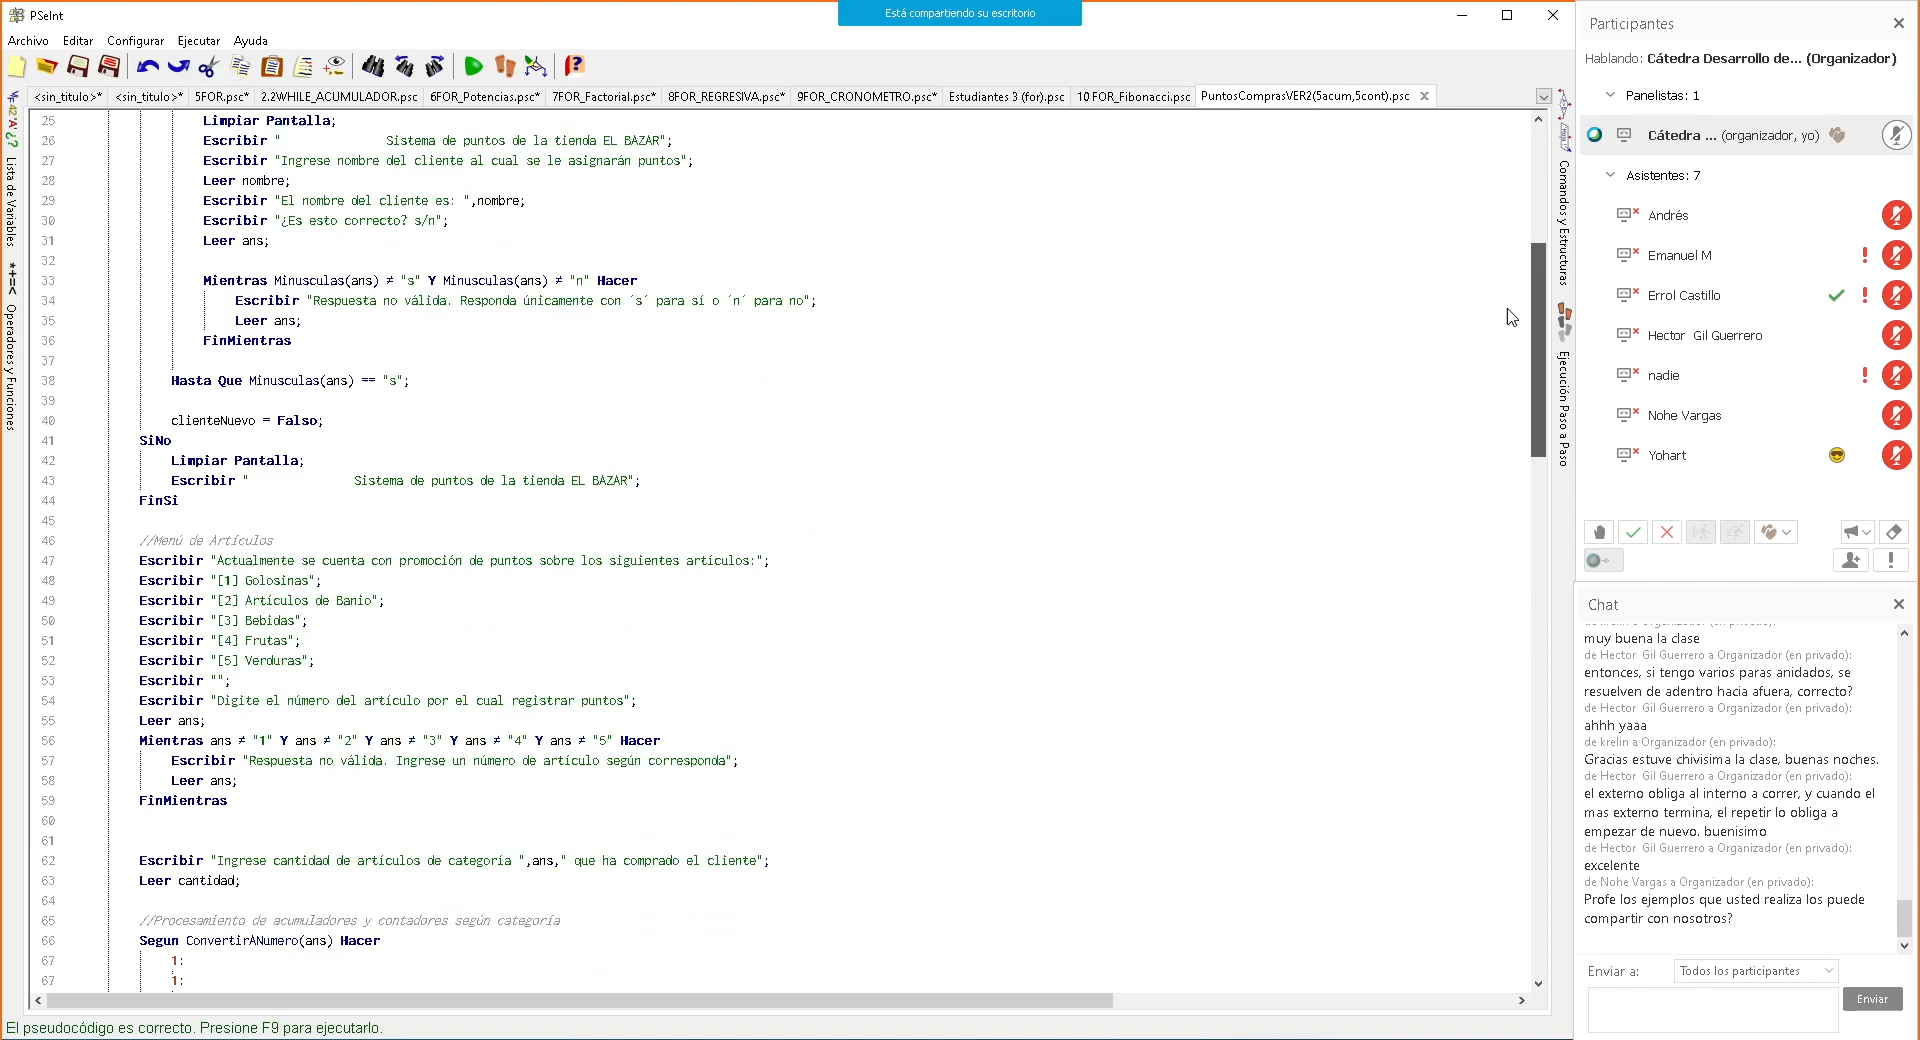 PSeInt
Está compartiendo su escritorio
Archivo Editar Configurar Ejecutar Ayuda
<sin_titulo>* <sin_titulo>* 5FOR.psc* 2.2WHILE_ACUMULADOR.psc 6FOR_Potencias.psc* 7FOR_Factorial.psc* 8FOR_REGRESIVA.psc* 9FOR_CRONOMETRO.psc* Estudiantes 3 (for).psc 10 FOR_Fibonacci.psc PuntosComprasVER2(5acum,5cont).psc
Lista de Variables
Operadores y Funciones
25 Limpiar Pantalla;
26 Escribir " Sistema de puntos de la tienda EL BAZAR";
27 Escribir "Ingrese nombre del cliente al cual se le asignarán puntos";
28 Leer nombre;
29 Escribir "El nombre del cliente es: ",nombre;
30 Escribir "¿Es esto correcto? s/n";
31 Leer ans;
32
33 Mientras Minusculas(ans) ≠ "s" Y Minusculas(ans) ≠ "n" Hacer
34 Escribir "Respuesta no válida. Responda únicamente con ´s´ para sí o ´n´ para no";
35 Leer ans;
36 FinMientras
37
38 Hasta Que Minusculas(ans) == "s";
39
40 clienteNuevo = Falso;
41 SiNo
42 Limpiar Pantalla;
43 Escribir " Sistema de puntos de la tienda EL BAZAR";
44 FinSi
45
46 //Menú de Artículos
47 Escribir "Actualmente se cuenta con promoción de puntos sobre los siguientes artículos:";
48 Escribir "[1] Golosinas";
49 Escribir "[2] Artículos de Banio";
50 Escribir "[3] Bebidas";
51 Escribir "[4] Frutas";
52 Escribir "[5] Verduras";
53 Escribir "";
54 Escribir "Digite el número del artículo por el cual registrar puntos";
55 Leer ans;
56 Mientras ans ≠ "1" Y ans ≠ "2" Y ans ≠ "3" Y ans ≠ "4" Y ans ≠ "5" Hacer
57 Escribir "Respuesta no válida. Ingrese un número de artículo según corresponda";
58 Leer ans;
59 FinMientras
60
61
62 Escribir "Ingrese cantidad de artículos de categoría ",ans," que ha comprado el cliente";
63 Leer cantidad;
64
65 //Procesamiento de acumuladores y contadores según categoría
66 Segun ConvertirANumero(ans) Hacer
67 1:
67 1:
El pseudocódigo es correcto. Presione F9 para ejecutarlo.
Comandos y Estructuras
Ejecución Paso a Paso
Participantes
Hablando: Cátedra Desarrollo de... (Organizador)
Panelistas: 1
Cátedra ... (organizador, yo)
Asistentes: 7
Andrés
Emanuel M
Errol Castillo
Hector Gil Guerrero
nadie
Nohe Vargas
Yohart
Chat
de krelin a Organizador (en privado):
muy buena la clase
de Hector Gil Guerrero a Organizador (en privado):
entonces, si tengo varios paras anidados, se
resuelven de adentro hacia afuera, correcto?
de Hector Gil Guerrero a Organizador (en privado):
ahhh yaaa
de krelin a Organizador (en privado):
Gracias estuve chivisima la clase, buenas noches.
de Hector Gil Guerrero a Organizador (en privado):
el externo obliga al interno a correr, y cuando el
mas externo termina, el repetir lo obliga a
empezar de nuevo. buenisimo
de Hector Gil Guerrero a Organizador (en privado):
excelente
de Nohe Vargas a Organizador (en privado):
Profe los ejemplos que usted realiza los puede
compartir con nosotros?
Enviar a: Todos los participantes
Enviar